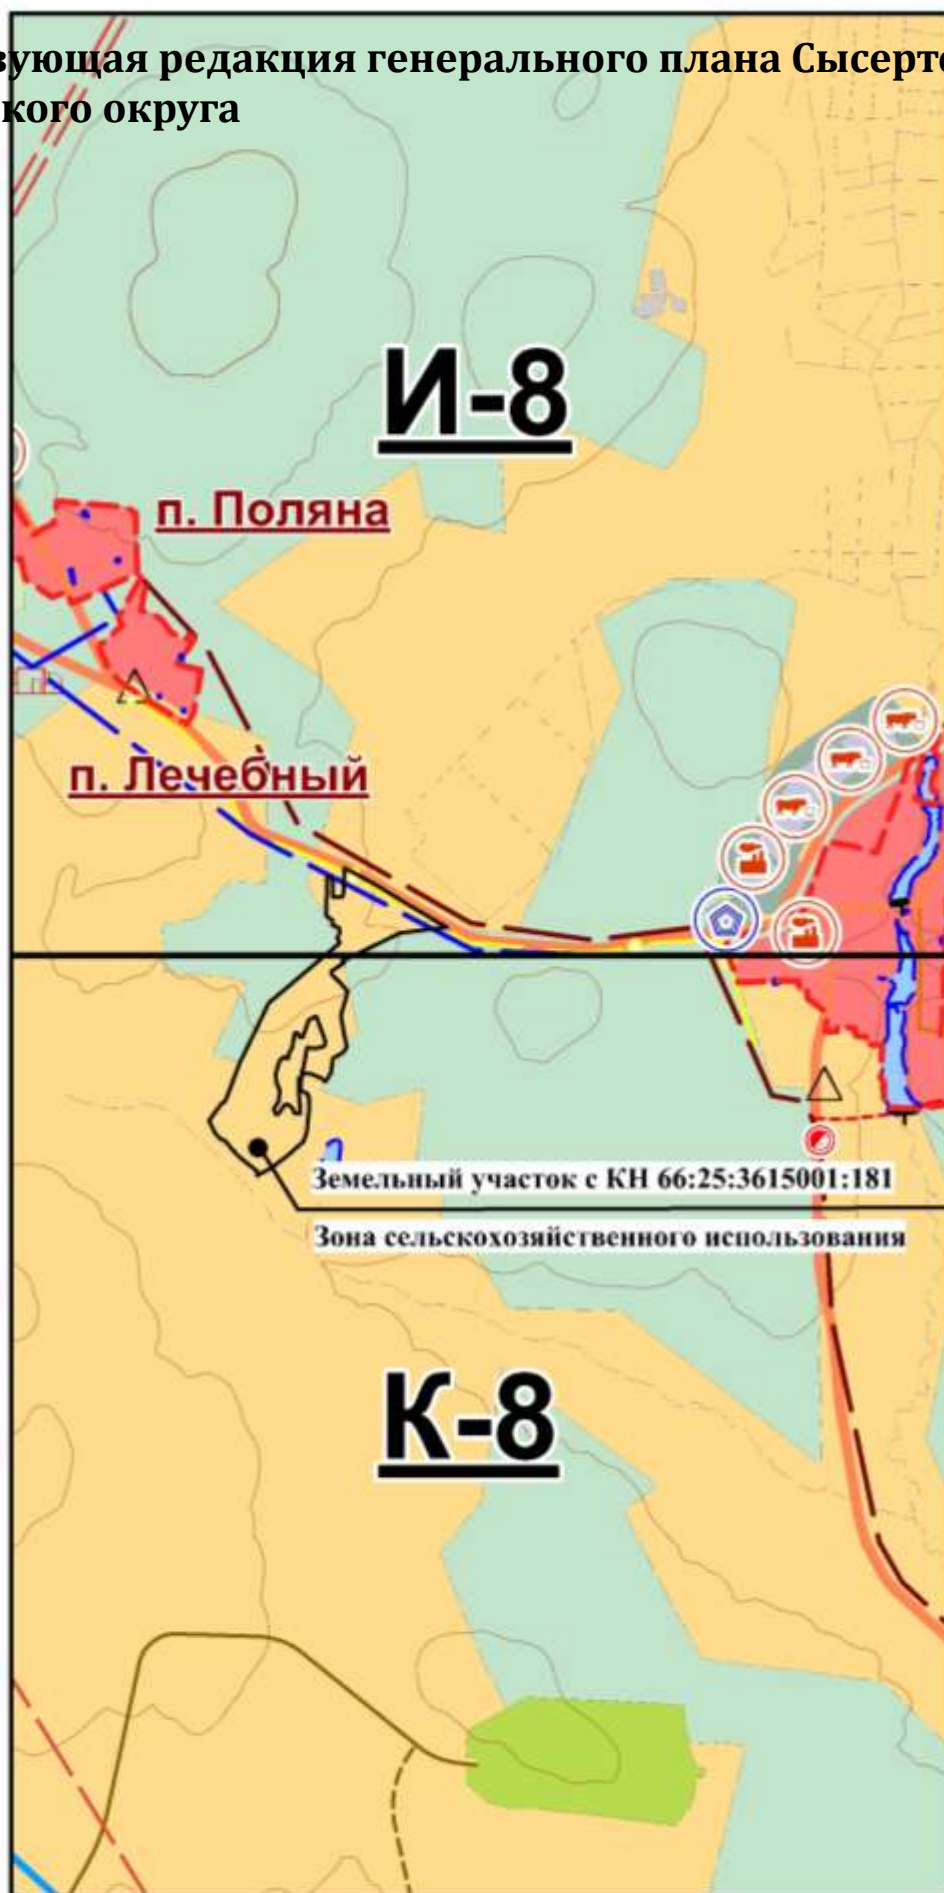 вующая редакция генерального плана Сысертс
кого округа
И-8
п. Поляна
п. Лечебный
Земельный участок с КН 66:25:3615001:181
Зона сельскохозяйственного использования
К-8